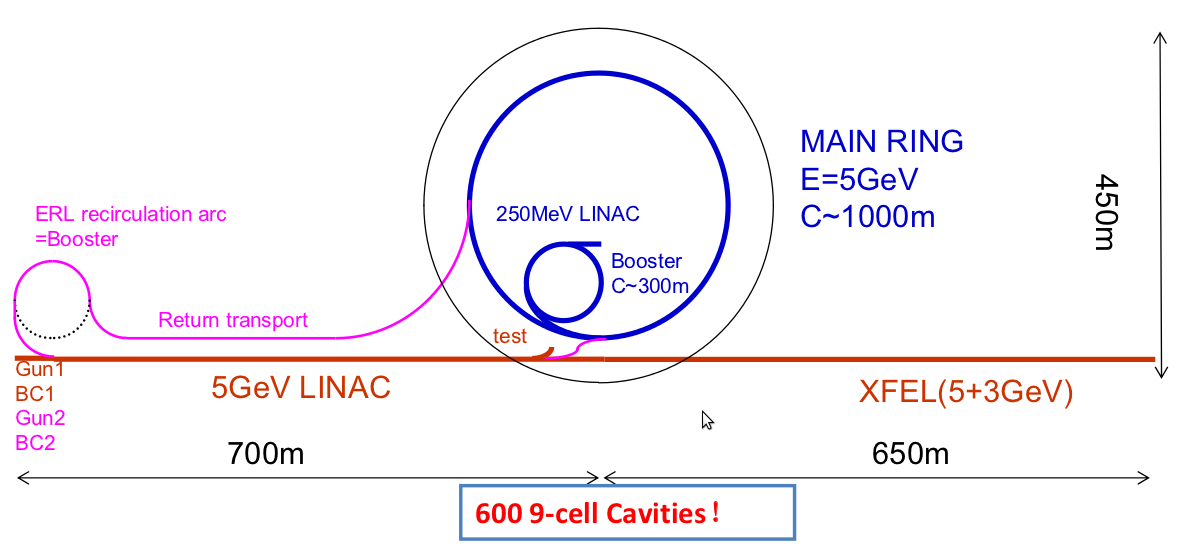 MAIN RING
E=5GeV
C~1000m
450m
ERL recirculation arc
=Booster
250MeV LINAC
Booster
C~300m
Return transport
test
Gun1
BC1
Gun2
BC2
5GeV LINAC
XFEL(5+3GeV)
700m
650m
600 9-cell Cavities!